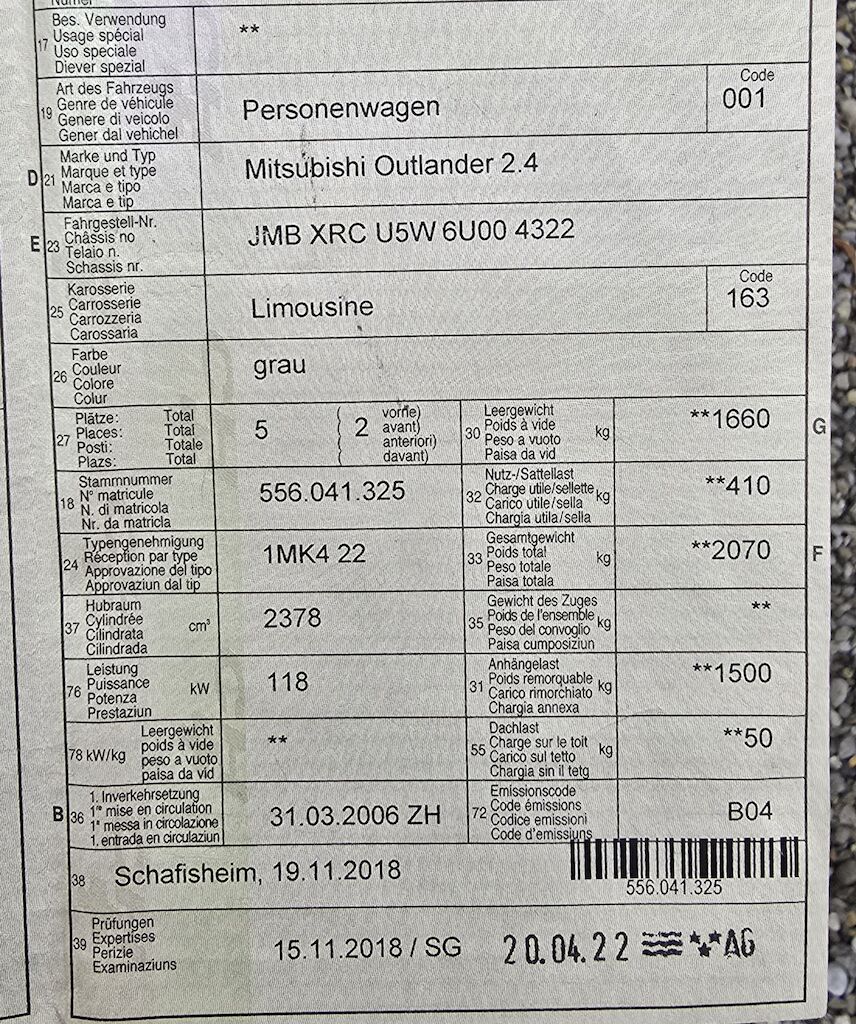 Numer
17 Bes. Verwendung
Usage spécial
Uso speciale
Diever spezial
**
19 Art des Fahrzeugs
Genre de véhicule
Genere di veicolo
Gener dal vehichel
Personenwagen
Code
001
D 21 Marke und Typ
Marque et type
Marca e tipo
Marca e tip
Mitsubishi Outlander 2.4
E 23 Fahrgestell-Nr.
Châssis no
Telaio n.
Schassis nr.
JMB XRC U5W 6U00 4322
25 Karosserie
Carrosserie
Carrozzeria
Carossaria
Limousine
Code
163
26 Farbe
Couleur
Colore
Colur
grau
27 Plätze: Total
Places: Total
Posti: Totale
Plazs: Total
5
( 2 vorne)
( avant)
( anteriori)
( davant)
30 Leergewicht
Poids à vide
Peso a vuoto
Paisa da vid
kg
**1660
G
18 Stammnummer
N° matricule
N. di matricola
Nr. da matricla
556.041.325
32 Nutz-/Sattellast
Charge utile/sellette
Carico utile/sella
Chargia utila/sella
kg
**410
24 Typengenehmigung
Réception par type
Approvazione del tipo
Approvaziun dal tip
1MK4 22
33 Gesamtgewicht
Poids total
Peso totale
Paisa totala
kg
**2070
F
37 Hubraum
Cylindrée
Cilindrata
Cilindrada
cm³
2378
35 Gewicht des Zuges
Poids de l'ensemble
Peso del convoglio
Paisa cumposiziun
kg
**
76 Leistung
Puissance
Potenza
Prestaziun
kW
118
31 Anhängelast
Poids remorquable
Carico rimorchiato
Chargia annexa
kg
**1500
78 kW/kg
Leergewicht
poids à vide
peso a vuoto
paisa da vid
**
55 Dachlast
Charge sur le toit
Carico sul tetto
Chargia sin il tetg
kg
**50
B 36 1. Inverkehrsetzung
1re mise en circulation
1a messa in circolazione
1. entrada en circulaziun
31.03.2006 ZH
72 Emissionscode
Code émissions
Codice emissioni
Code d'emissiuns
B04
38 Schafisheim, 19.11.2018
556.041.325
39 Prüfungen
Expertises
Perizie
Examinaziuns
15.11.2018 / SG
20.04.22 AG